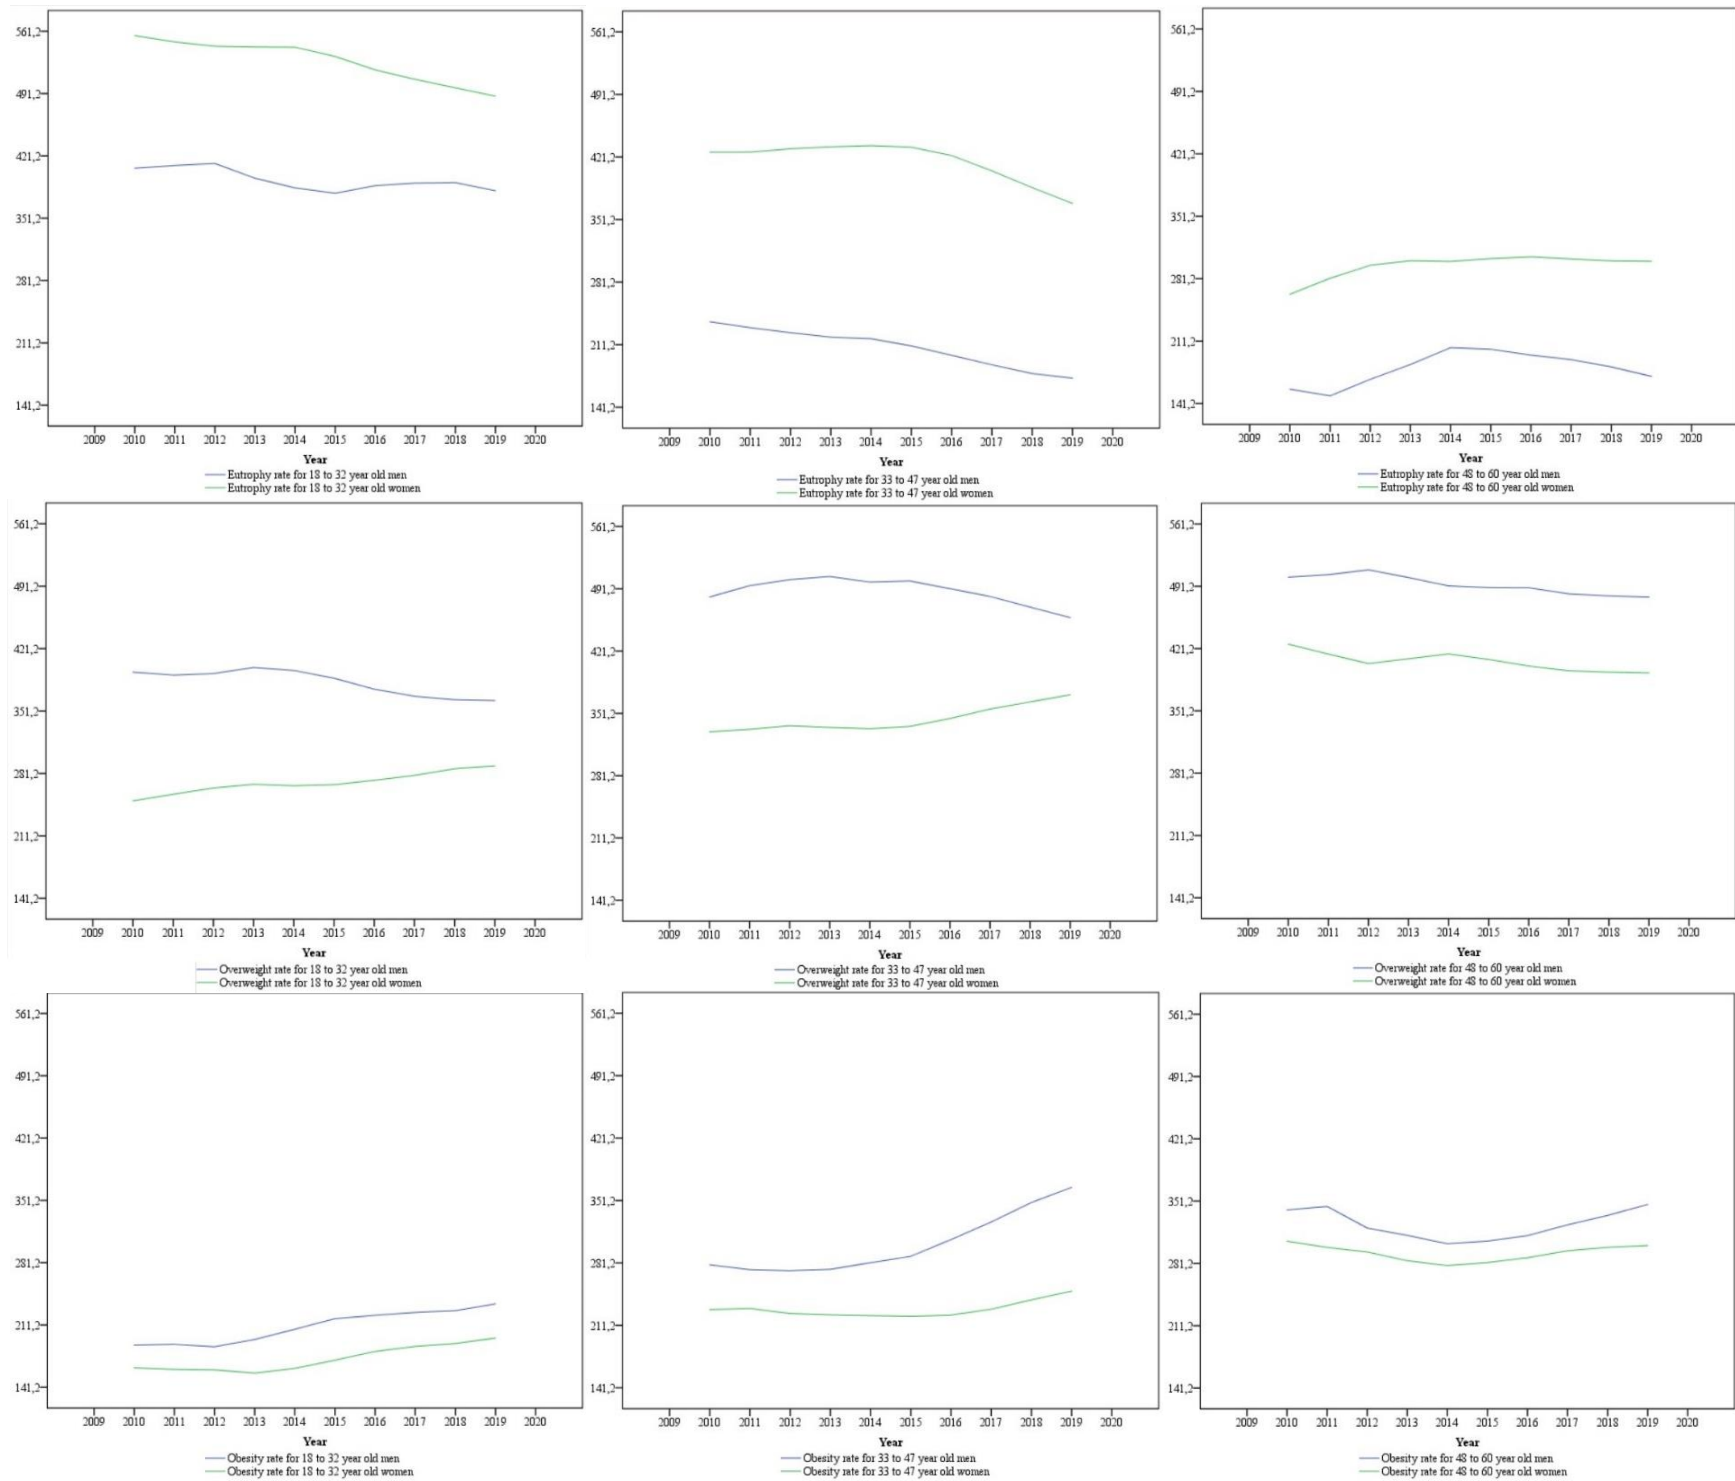 561,2
491,2
421,2
351,2
281,2
211,2
141,2
2009 2010 2011 2012 2013 2014 2015 2016 2017 2018 2019 2020
Year
Eutrophy rate for 18 to 32 year old men
Eutrophy rate for 18 to 32 year old women
561,2
491,2
421,2
351,2
281,2
211,2
141,2
2009 2010 2011 2012 2013 2014 2015 2016 2017 2018 2019 2020
Year
Eutrophy rate for 33 to 47 year old men
Eutrophy rate for 33 to 47 year old women
561,2
491,2
421,2
351,2
281,2
211,2
141,2
2009 2010 2011 2012 2013 2014 2015 2016 2017 2018 2019 2020
Year
Eutrophy rate for 48 to 60 year old men
Eutrophy rate for 48 to 60 year old women
561,2
491,2
421,2
351,2
281,2
211,2
141,2
2009 2010 2011 2012 2013 2014 2015 2016 2017 2018 2019 2020
Year
Overweight rate for 18 to 32 year old men
Overweight rate for 18 to 32 year old women
561,2
491,2
421,2
351,2
281,2
211,2
141,2
2009 2010 2011 2012 2013 2014 2015 2016 2017 2018 2019 2020
Year
Overweight rate for 33 to 47 year old men
Overweight rate for 33 to 47 year old women
561,2
491,2
421,2
351,2
281,2
211,2
141,2
2009 2010 2011 2012 2013 2014 2015 2016 2017 2018 2019 2020
Year
Overweight rate for 48 to 60 year old men
Overweight rate for 48 to 60 year old women
561,2
491,2
421,2
351,2
281,2
211,2
141,2
2009 2010 2011 2012 2013 2014 2015 2016 2017 2018 2019 2020
Year
Obesity rate for 18 to 32 year old men
Obesity rate for 18 to 32 year old women
561,2
491,2
421,2
351,2
281,2
211,2
141,2
2009 2010 2011 2012 2013 2014 2015 2016 2017 2018 2019 2020
Year
Obesity rate for 33 to 47 year old men
Obesity rate for 33 to 47 year old women
561,2
491,2
421,2
351,2
281,2
211,2
141,2
2009 2010 2011 2012 2013 2014 2015 2016 2017 2018 2019 2020
Year
Obesity rate for 48 to 60 year old men
Obesity rate for 48 to 60 year old women